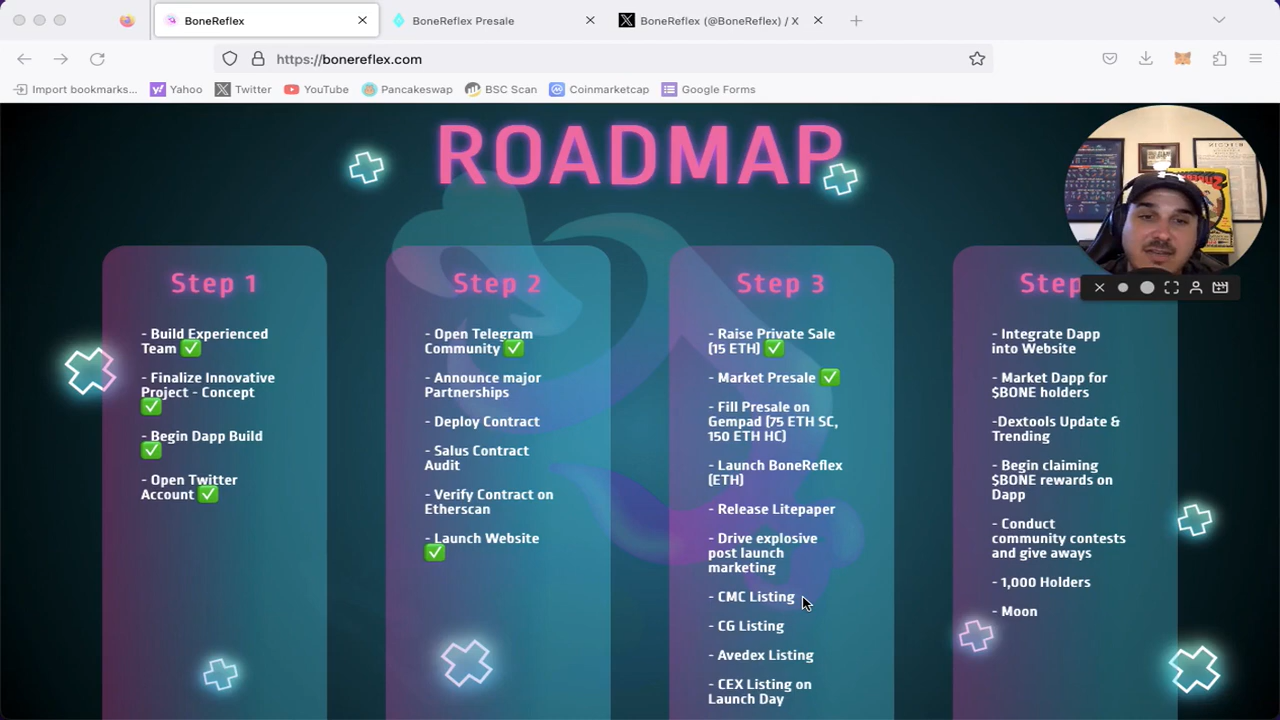 BoneReflex
BoneReflex Presale
BoneReflex (@BoneReflex) / X
https://bonereflex.com
Import bookmarks...
Yahoo
Twitter
YouTube
Pancakeswap
BSC Scan
Coinmarketcap
Google Forms
ROADMAP
Step 1
- Build Experienced
Team ✅
- Finalize Innovative
Project - Concept
✅
- Begin Dapp Build
✅
- Open Twitter
Account ✅
Step 2
- Open Telegram
Community ✅
- Announce major
Partnerships
- Deploy Contract
- Salus Contract
Audit
- Verify Contract on
Etherscan
- Launch Website
✅
Step 3
- Raise Private Sale
(15 ETH) ✅
- Market Presale ✅
- Fill Presale on
Gempad (75 ETH SC,
150 ETH HC)
- Launch BoneReflex
(ETH)
- Release Litepaper
- Drive explosive
post launch
marketing
- CMC Listing
- CG Listing
- Avedex Listing
- CEX Listing on
Launch Day
Step
- Integrate Dapp
into Website
- Market Dapp for
$BONE holders
-Dextools Update &
Trending
- Begin claiming
$BONE rewards on
Dapp
- Conduct
community contests
and give aways
- 1,000 Holders
- Moon